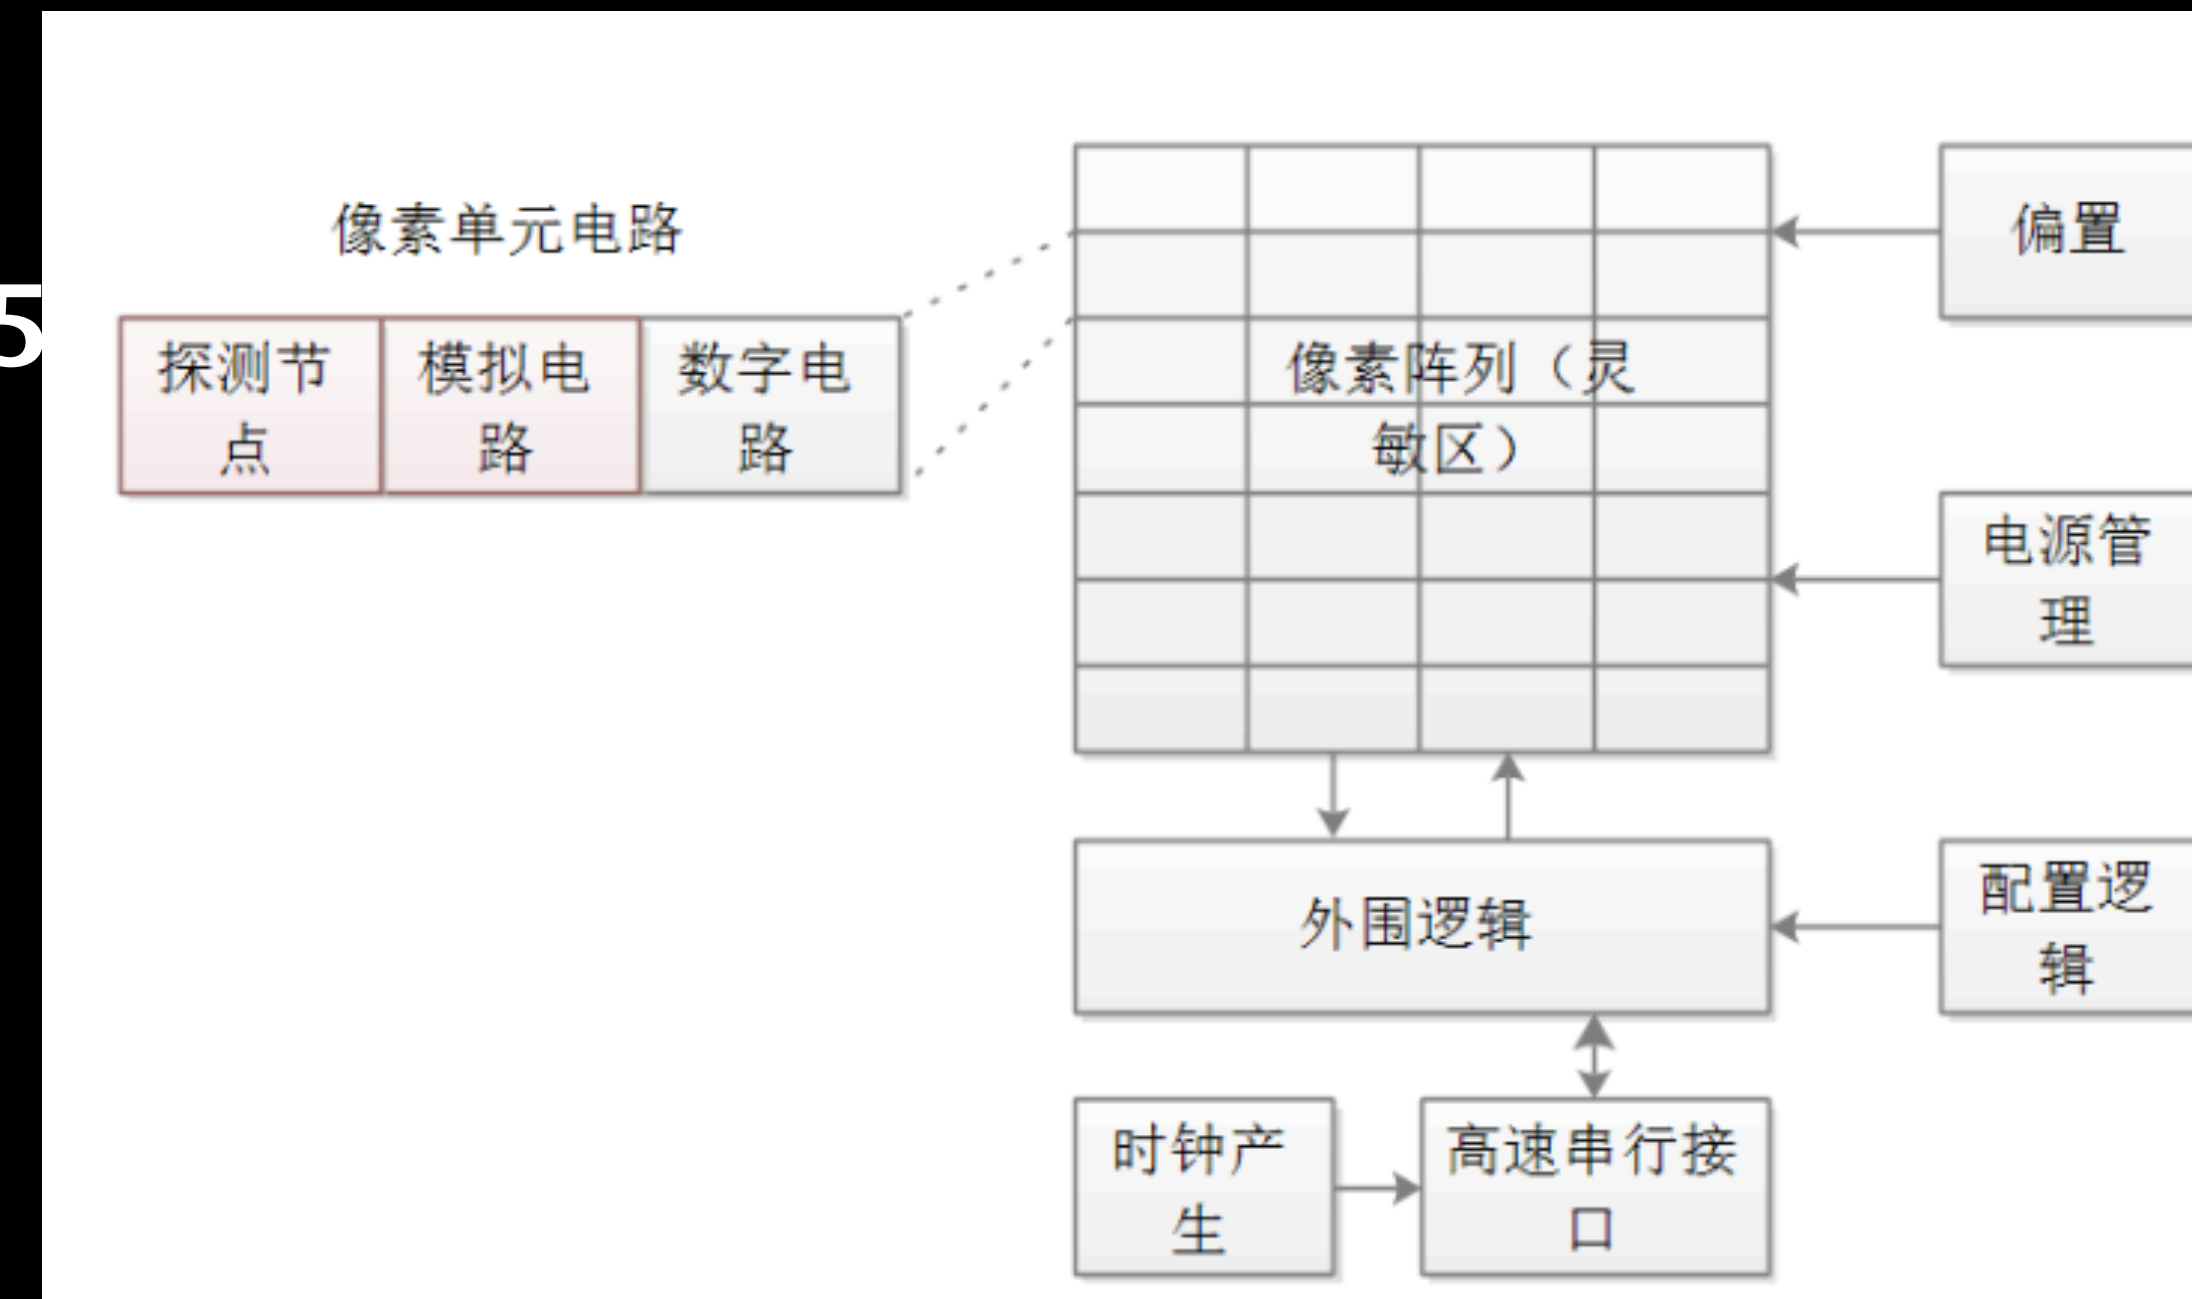 像素单元电路
偏置
5
探测节
点
模拟电
路
数字电
路
像素阵列（灵
敏区）
电源管
理
外围逻辑
配置逻
辑
时钟产
生
高速串行接
口